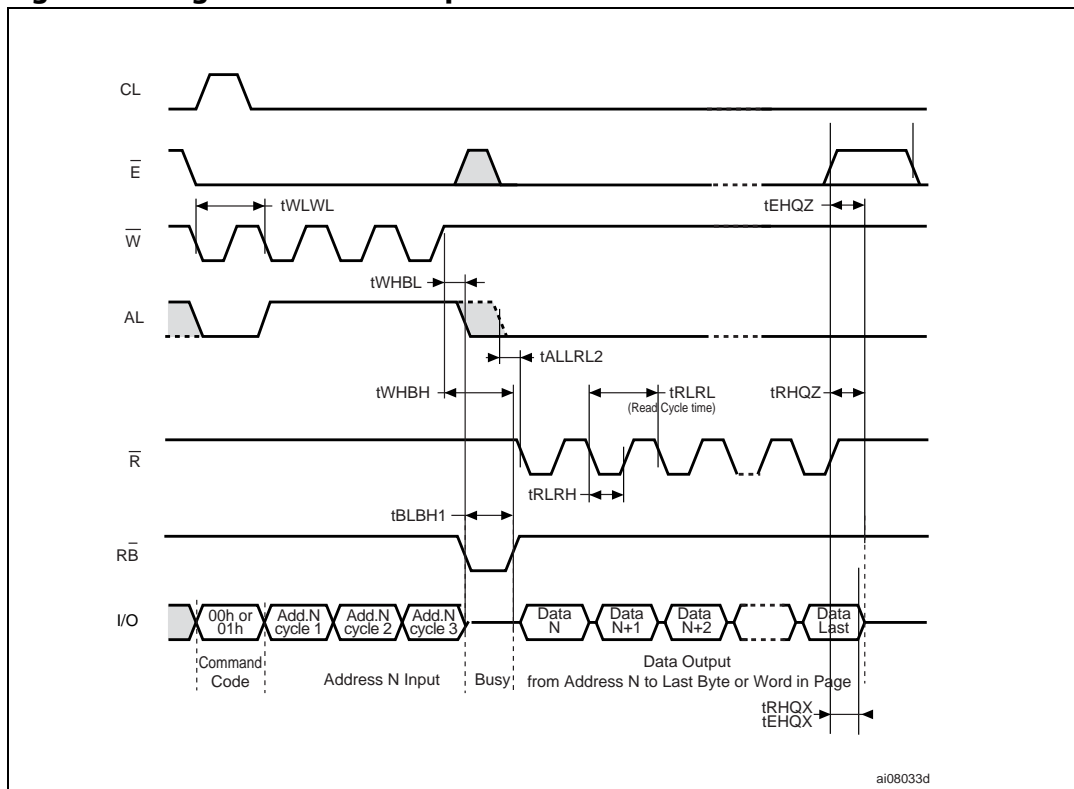 CL
E
tWLWL
tEHQZ
W
tWHBL
AL
tALLRL2
tWHBH
tRLRL
(Read Cycle time)
tRHQZ
R
tRLRH
tBLBH1
RB
I/O
00h or
01h
Add.N
cycle 1
Add.N
cycle 2
Add.N
cycle 3
Data
N
Data
N+1
Data
N+2
Data
Last
Command
Code
Address N Input
Busy
Data Output
from Address N to Last Byte or Word in Page
tRHQX
tEHQX
ai08033d